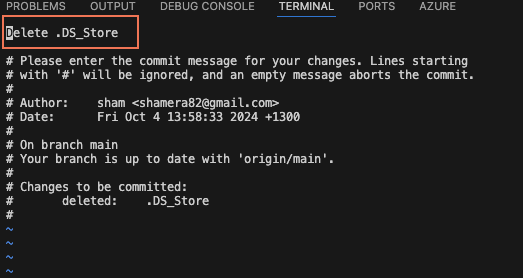 PROBLEMS OUTPUT DEBUG CONSOLE TERMINAL PORTS AZURE
Delete .DS_Store
# Please enter the commit message for your changes. Lines starting
# with '#' will be ignored, and an empty message aborts the commit.
#
# Author:    sham <shamera82@gmail.com>
# Date:      Fri Oct 4 13:58:33 2024 +1300
#
# On branch main
# Your branch is up to date with 'origin/main'.
#
# Changes to be committed:
#       deleted:    .DS_Store
#
~
~
~
~